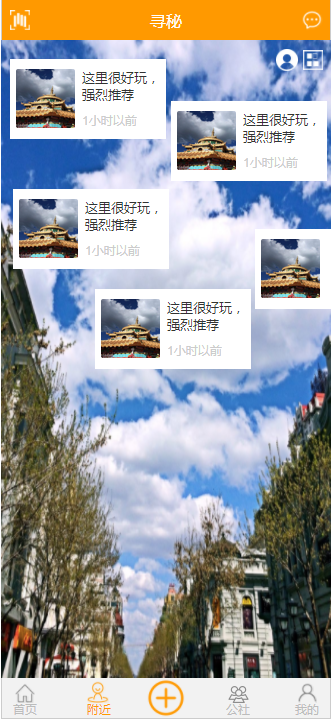 寻秘
这里很好玩，
强烈推荐
1小时以前
这里很好玩，
强烈推荐
1小时以前
这里很好玩，
强烈推荐
1小时以前
这里很好玩，
强烈推荐
1小时以前
首页
附近
公社
我的